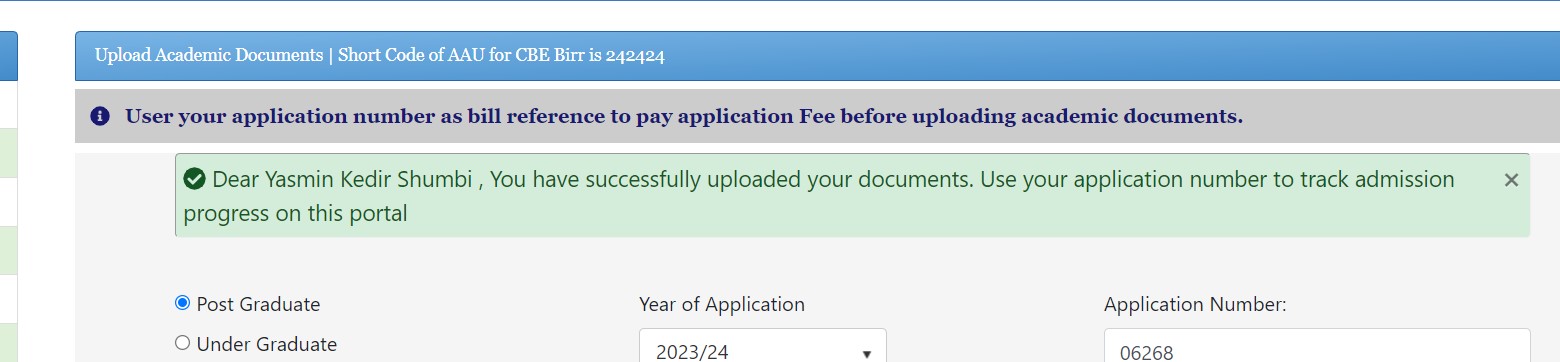 Upload Academic Documents | Short Code of AAU for CBE Birr is 242424
User your application number as bill reference to pay application Fee before uploading academic documents.
Dear Yasmin Kedir Shumbi , You have successfully uploaded your documents. Use your application number to track admission
progress on this portal
Post Graduate
Year of Application
Application Number:
Under Graduate
2023/24
06268